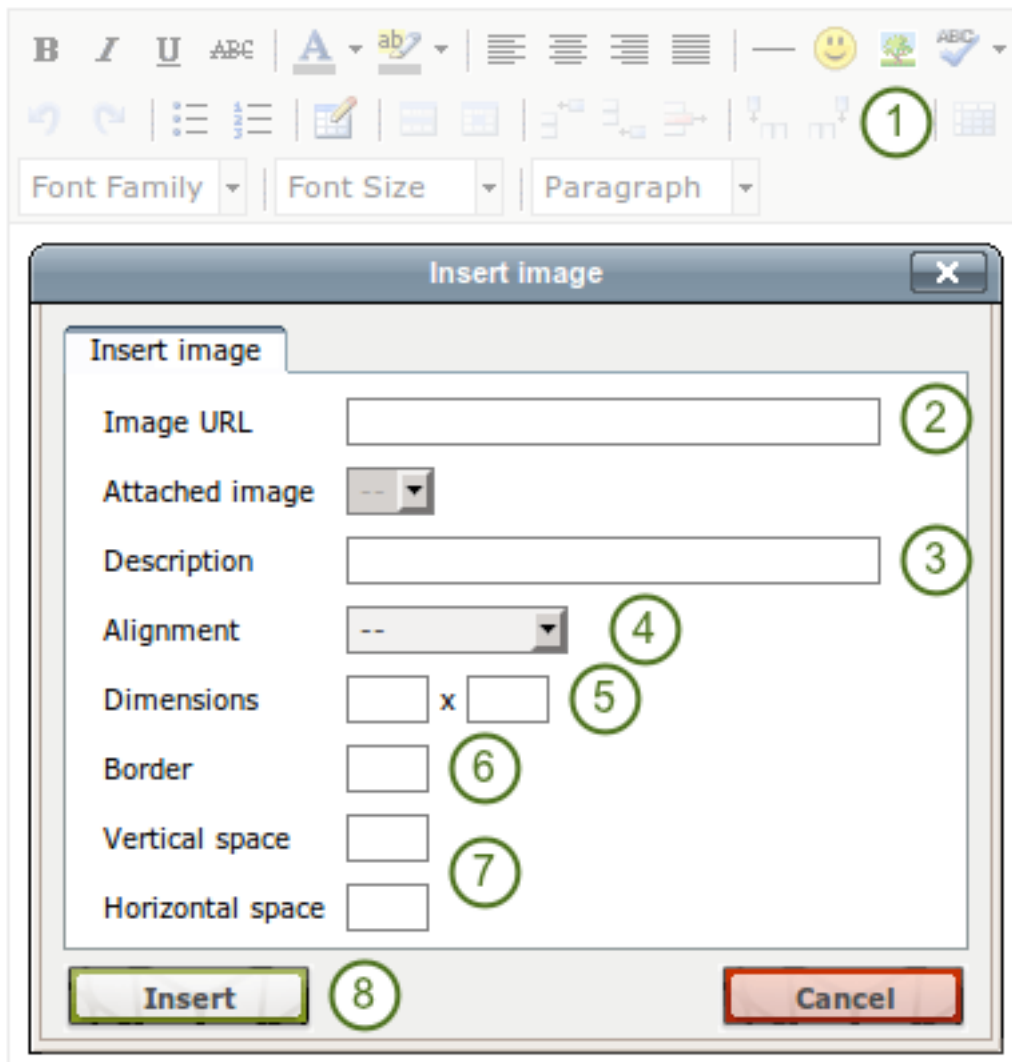 B I U ABC A ab ABC
1
Font Family Font Size Paragraph
Insert image
Insert image
Image URL 2
Attached image --
Description 3
Alignment -- 4
Dimensions x 5
Border 6
Vertical space
7
Horizontal space
Insert 8 Cancel